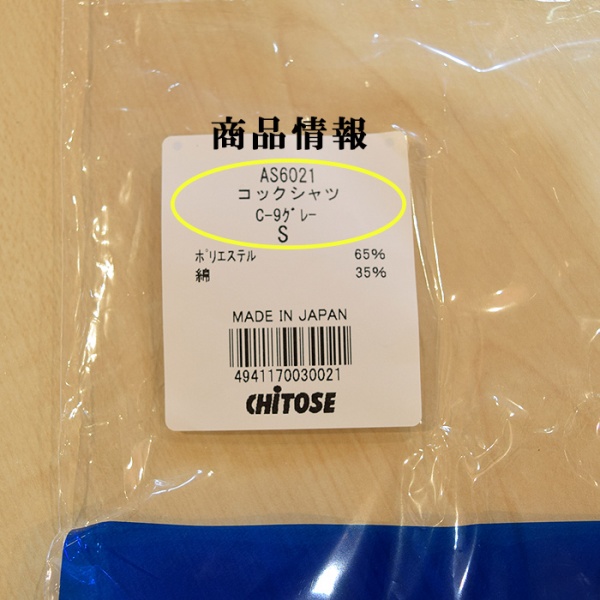 商品情報
AS6021
コックシャツ
C-9グレー
S
ポリエステル 65%
綿 35%
MADE IN JAPAN
4941170030021
CHiTOSE